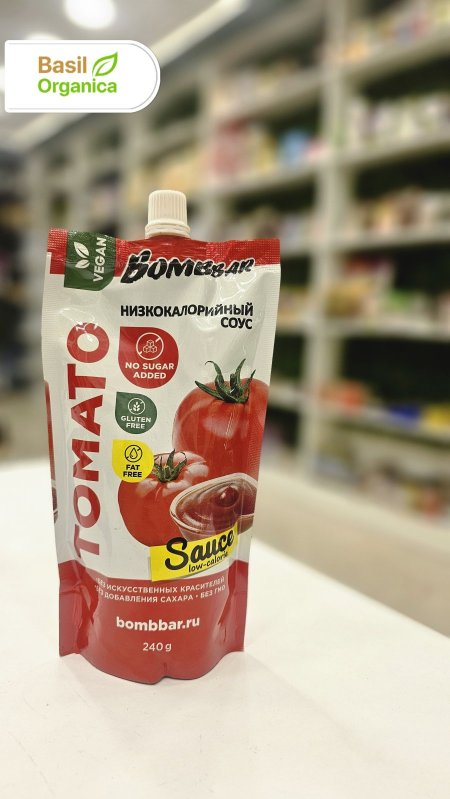 Basil
Organica
VEGAN
BOMBBAR
НИЗКОКАЛОРИЙНЫЙ
СОУС
TOMATO
NO SUGAR
ADDED
GLUTEN
FREE
FAT
FREE
Sauce
low-calorie
БЕЗ ИСКУССТВЕННЫХ КРАСИТЕЛЕЙ
БЕЗ ДОБАВЛЕНИЯ САХАРА • БЕЗ ГМО
bombbar.ru
240 g